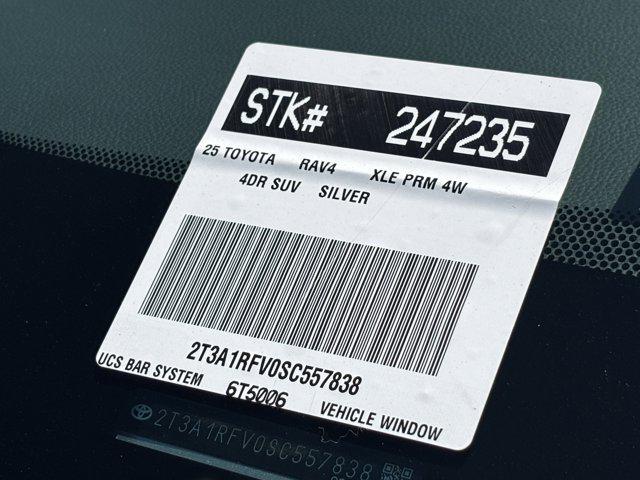 STK# 247235
25 TOYOTA RAV4 XLE PRM 4W
4DR SUV SILVER
2T3A1RFV0SC557838
UCS BAR SYSTEM 6T5006 VEHICLE WINDOW
2T3A1RFV0SC557838